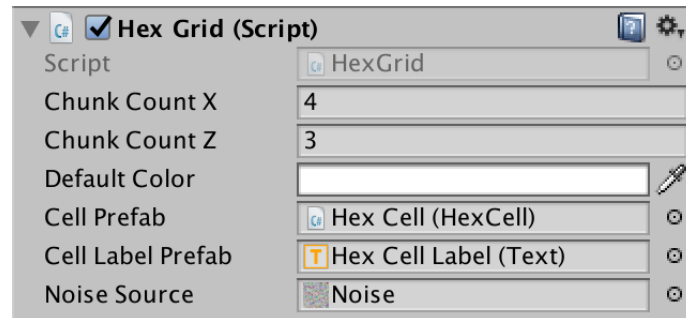 C# Hex Grid (Script)
Script C# HexGrid
Chunk Count X 4
Chunk Count Z 3
Default Color
Cell Prefab C# Hex Cell (HexCell)
Cell Label Prefab T Hex Cell Label (Text)
Noise Source Noise